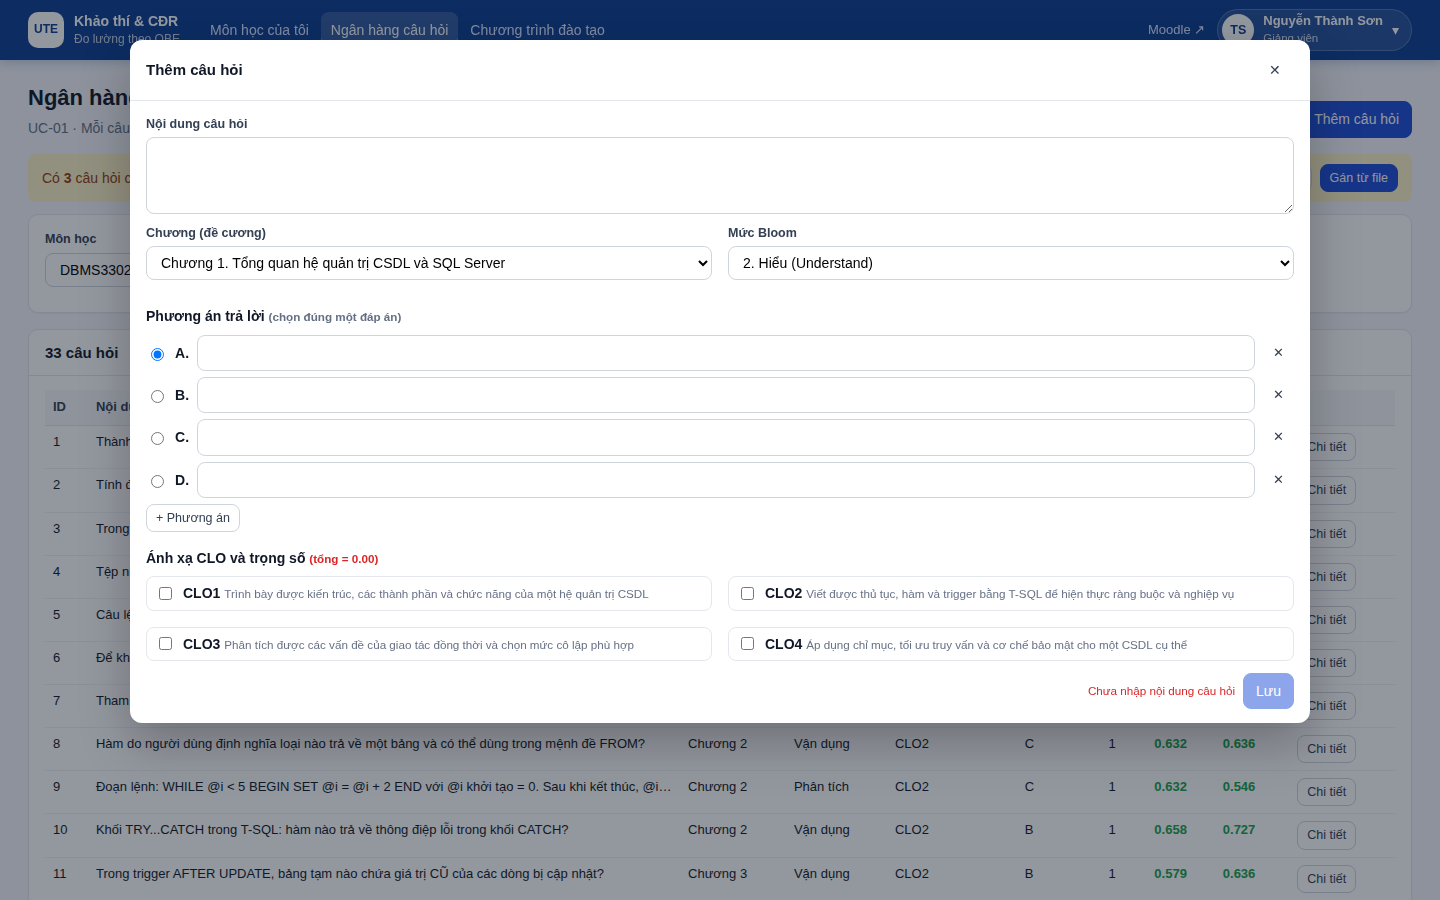 UTE
Khảo thí & CĐR
Đo lường theo OBE
Môn học của tôi
Ngân hàng câu hỏi
Chương trình đào tạo
Moodle ↗
TS
Nguyễn Thành Sơn
Giảng viên
▾
Ngân hàng
UC-01 · Mỗi câu
Thêm câu hỏi
Có 3 câu hỏi
Gán từ file
Môn học
DBMS3302
33 câu hỏi
Thêm câu hỏi
×
Nội dung câu hỏi
Chương (đề cương)
Mức Bloom
Chương 1. Tổng quan hệ quản trị CSDL và SQL Server
2. Hiểu (Understand)
Phương án trả lời (chọn đúng một đáp án)
A. ×
B. ×
C. ×
D. ×
+ Phương án
Ánh xạ CLO và trọng số (tổng = 0.00)
CLO1 Trình bày được kiến trúc, các thành phần và chức năng của một hệ quản trị CSDL
CLO2 Viết được thủ tục, hàm và trigger bằng T-SQL để hiện thực ràng buộc và nghiệp vụ
CLO3 Phân tích được các vấn đề của giao tác đồng thời và chọn mức cô lập phù hợp
CLO4 Áp dụng chỉ mục, tối ưu truy vấn và cơ chế bảo mật cho một CSDL cụ thể
Chưa nhập nội dung câu hỏi
Lưu
ID Nội
1 Thành Chi tiết
2 Tính Chi tiết
3 Trong Chi tiết
4 Tệp Chi tiết
5 Câu Chi tiết
6 Để Chi tiết
7 Tham Chi tiết
8 Hàm do người dùng định nghĩa loại nào trả về một bảng và có thể dùng trong mệnh đề FROM? Chương 2 Vận dụng CLO2 C 1 0.632 0.636 Chi tiết
9 Đoạn lệnh: WHILE @i < 5 BEGIN SET @i = @i + 2 END với @i khởi tạo = 0. Sau khi kết thúc, @i… Chương 2 Phân tích CLO2 C 1 0.632 0.546 Chi tiết
10 Khối TRY...CATCH trong T-SQL: hàm nào trả về thông điệp lỗi trong khối CATCH? Chương 2 Vận dụng CLO2 B 1 0.658 0.727 Chi tiết
11 Trong trigger AFTER UPDATE, bảng tạm nào chứa giá trị CŨ của các dòng bị cập nhật? Chương 3 Vận dụng CLO2 B 1 0.579 0.636 Chi tiết